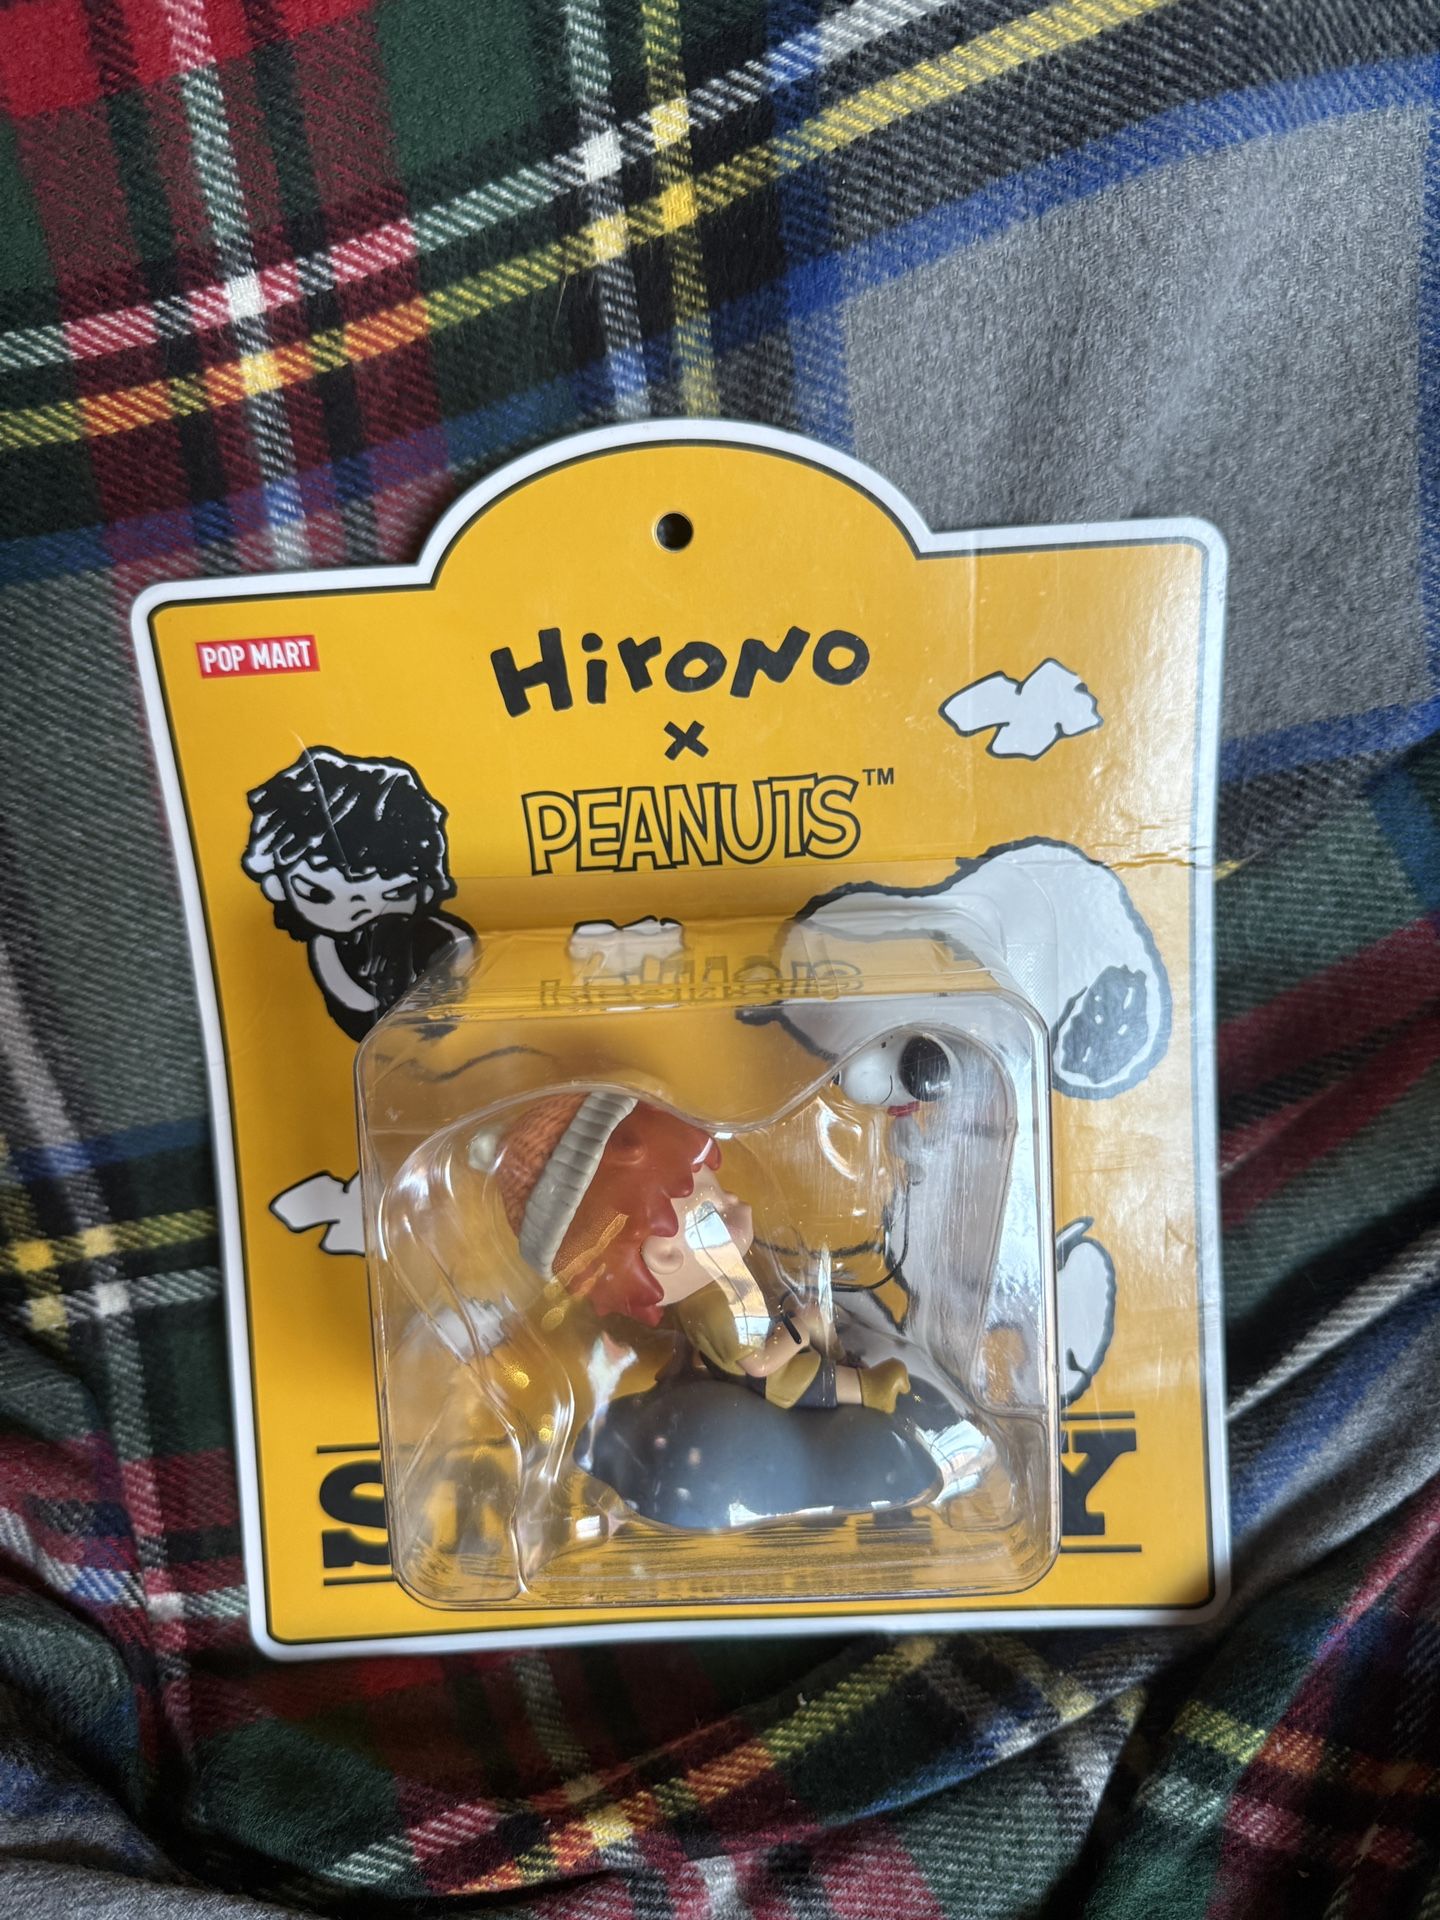 POP MART
HiRONO
×
PEANUTS™